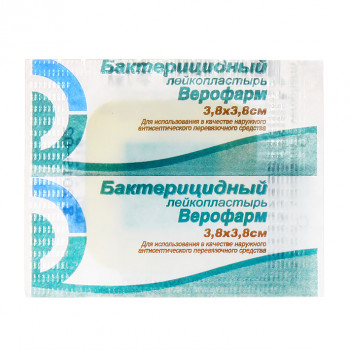 Бактерицидный
лейкопластырь
Верофарм
3,8х3,8см
Для использования в качестве наружного
антисептического перевязочного средства
Бактерицидный
лейкопластырь
Верофарм
3,8х3,8см
Для использования в качестве наружного
антисептического перевязочного средства